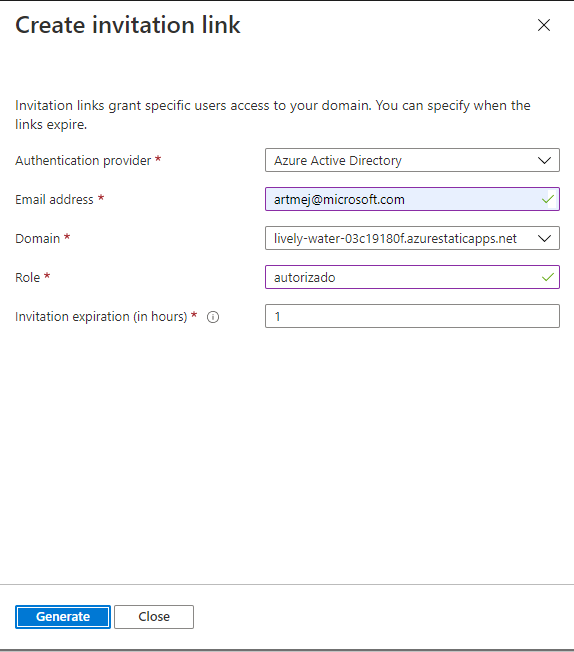 Create invitation link
Invitation links grant specific users access to your domain. You can specify when the
links expire.
Authentication provider * Azure Active Directory
Email address * artmej@microsoft.com
Domain * lively-water-03c19180f.azurestaticapps.net
Role * autorizado
Invitation expiration (in hours) * 1
Generate Close